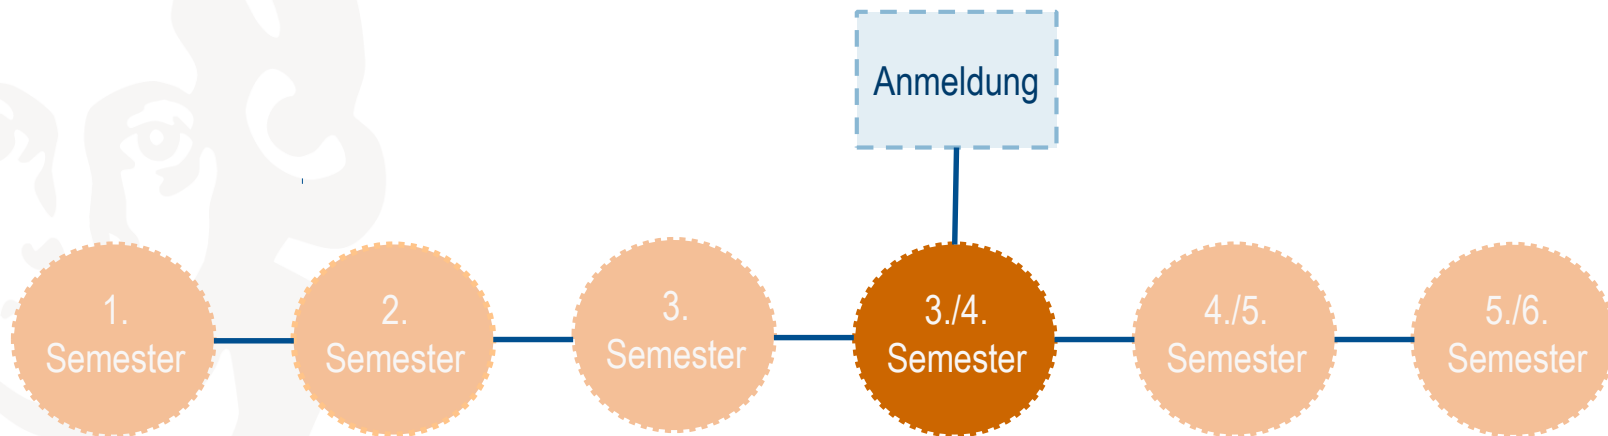 Anmeldung
1.
Semester
2.
Semester
3.
Semester
3./4.
Semester
4./5.
Semester
5./6.
Semester